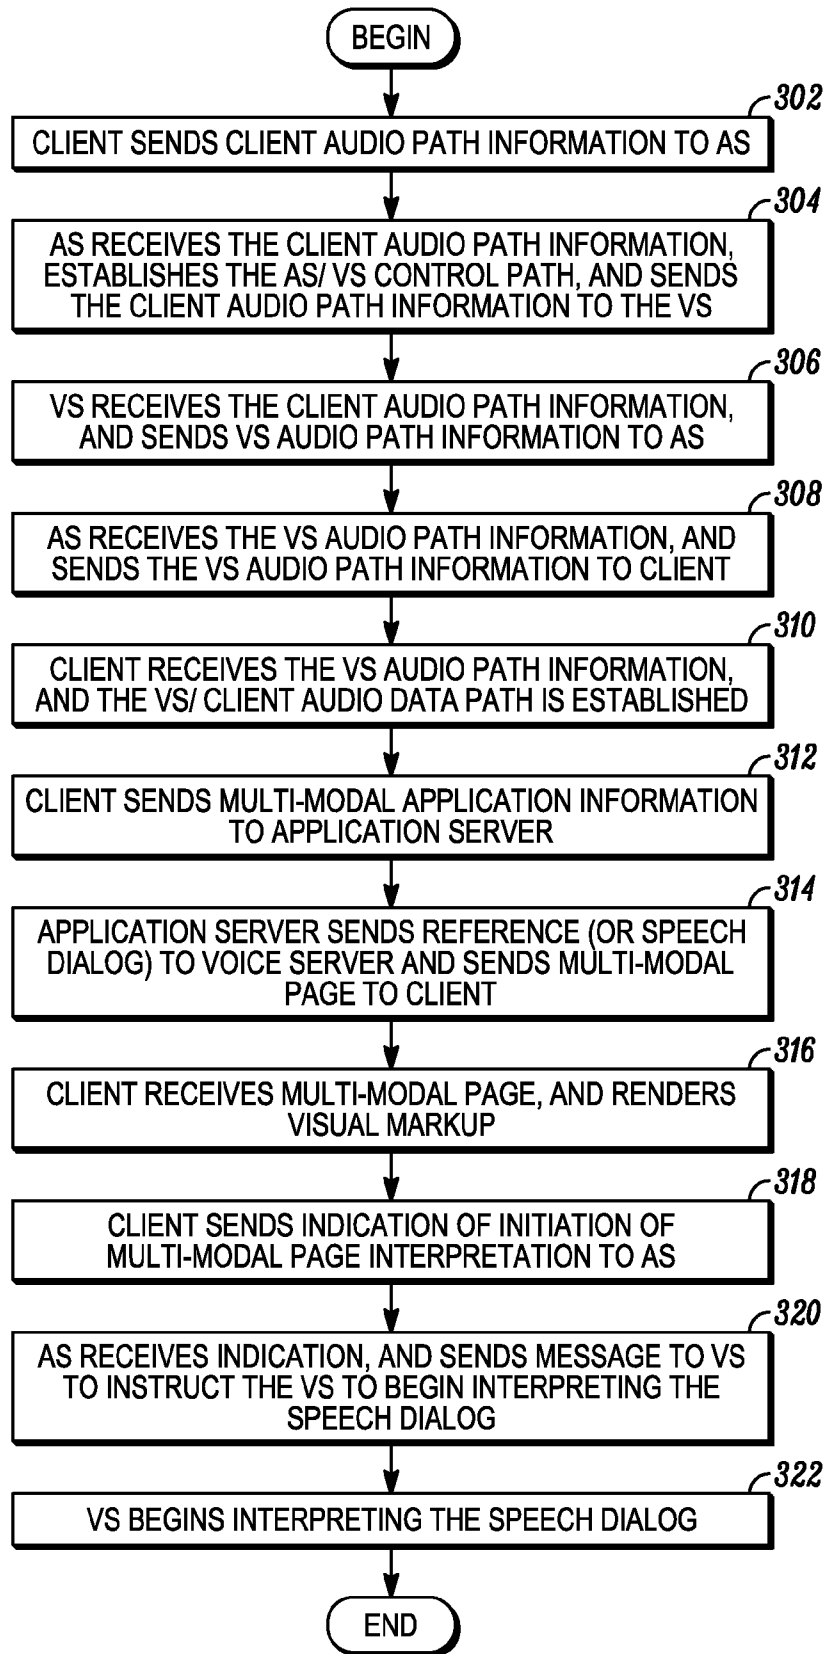 BEGIN
302
CLIENT SENDS CLIENT AUDIO PATH INFORMATION TO AS
304
AS RECEIVES THE CLIENT AUDIO PATH INFORMATION,
ESTABLISHES THE AS/ VS CONTROL PATH, AND SENDS
THE CLIENT AUDIO PATH INFORMATION TO THE VS
306
VS RECEIVES THE CLIENT AUDIO PATH INFORMATION,
AND SENDS VS AUDIO PATH INFORMATION TO AS
308
AS RECEIVES THE VS AUDIO PATH INFORMATION, AND
SENDS THE VS AUDIO PATH INFORMATION TO CLIENT
310
CLIENT RECEIVES THE VS AUDIO PATH INFORMATION,
AND THE VS/ CLIENT AUDIO DATA PATH IS ESTABLISHED
312
CLIENT SENDS MULTI-MODAL APPLICATION INFORMATION
TO APPLICATION SERVER
314
APPLICATION SERVER SENDS REFERENCE (OR SPEECH
DIALOG) TO VOICE SERVER AND SENDS MULTI-MODAL
PAGE TO CLIENT
316
CLIENT RECEIVES MULTI-MODAL PAGE, AND RENDERS
VISUAL MARKUP
318
CLIENT SENDS INDICATION OF INITIATION OF
MULTI-MODAL PAGE INTERPRETATION TO AS
320
AS RECEIVES INDICATION, AND SENDS MESSAGE TO VS
TO INSTRUCT THE VS TO BEGIN INTERPRETING THE
SPEECH DIALOG
322
VS BEGINS INTERPRETING THE SPEECH DIALOG
END